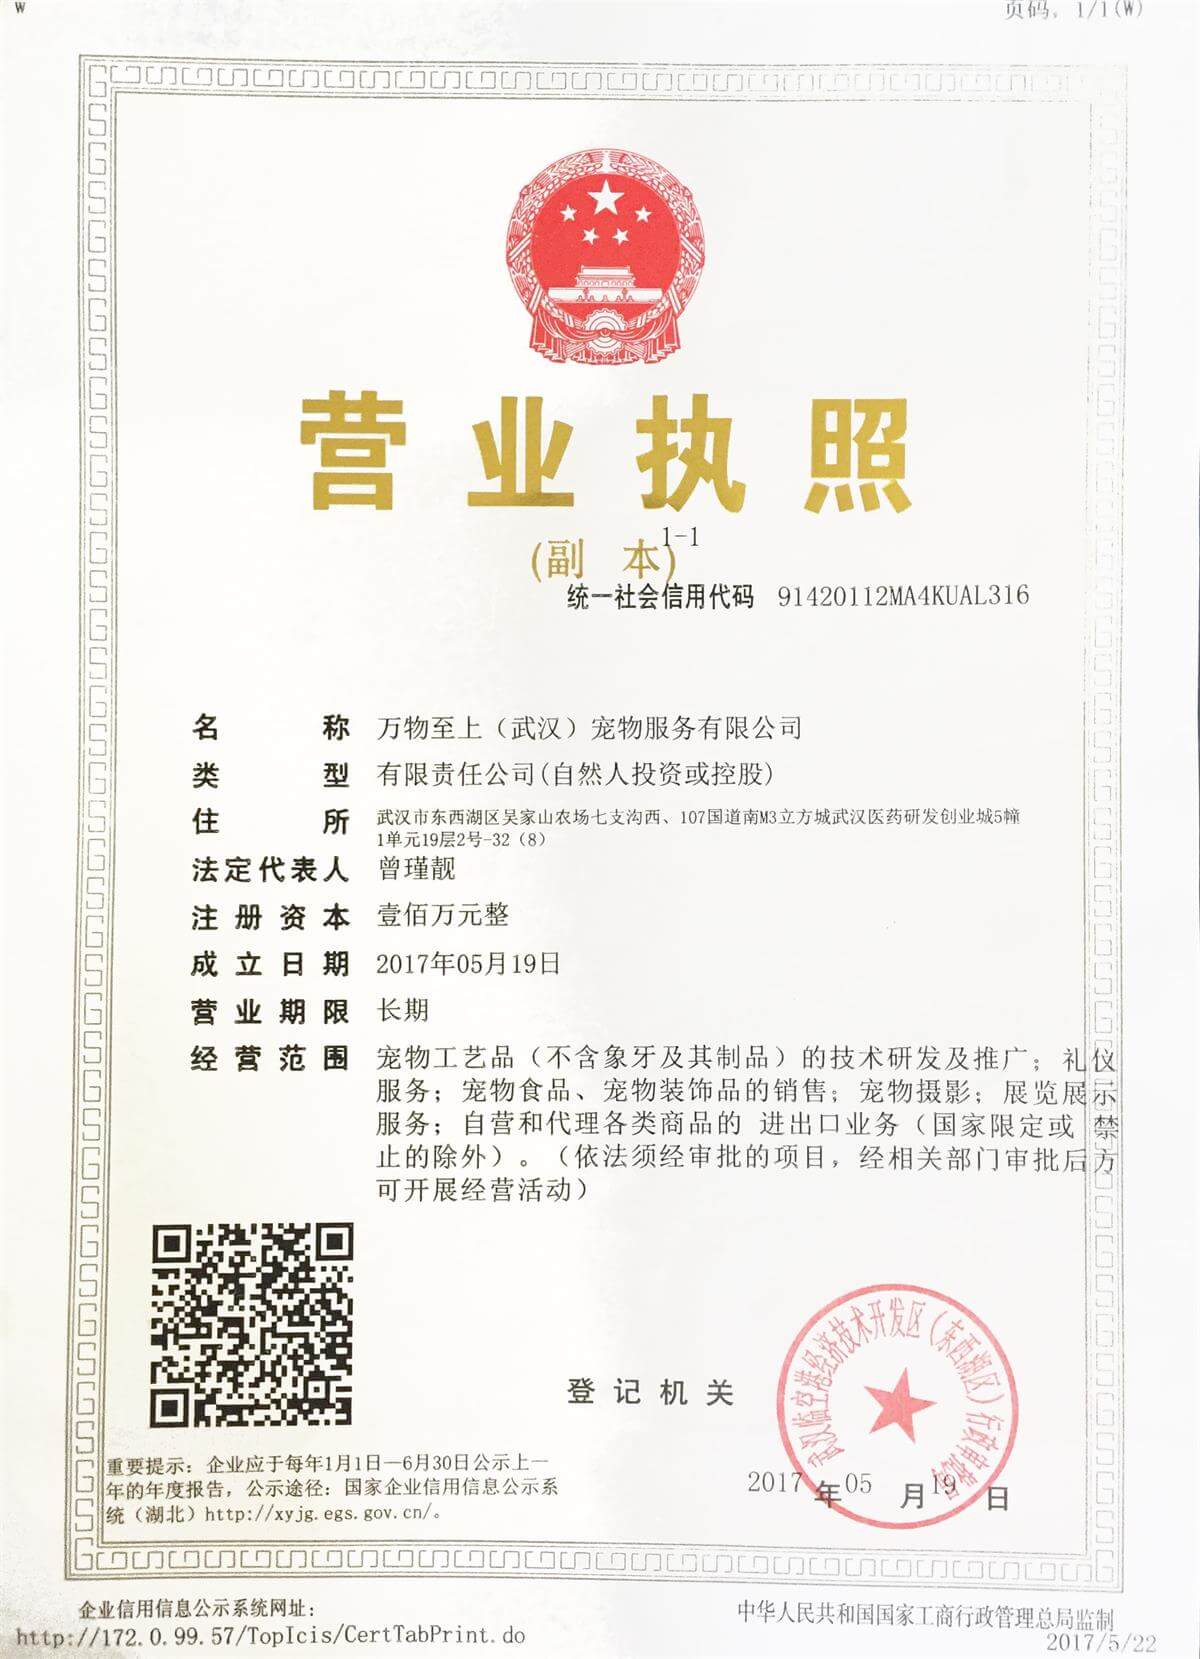 W
页码，1/1(W)
营业执照
(副 本)
1-1
统一社会信用代码 91420112MA4KUAL316
名称 万物至上（武汉）宠物服务有限公司
类型 有限责任公司(自然人投资或控股)
住所 武汉市东西湖区吴家山农场七支沟西、107国道南M3立方城武汉医药研发创业城5幢
1单元19层2号-32（8）
法定代表人 曾瑾靓
注册资本 壹佰万元整
成立日期 2017年05月19日
营业期限 长期
经营范围 宠物工艺品（不含象牙及其制品）的技术研发及推广；礼仪
服务；宠物食品、宠物装饰品的销售；宠物摄影；展览展示
服务；自营和代理各类商品的 进出口业务（国家限定或 禁
止的除外）。（依法须经审批的项目，经相关部门审批后方
可开展经营活动）
武汉临空港经济技术开发区（东西湖区）行政审批局
登记机关
2017年05月19日
重要提示：企业应于每年1月1日—6月30日公示上一
年的年度报告，公示途径：国家企业信用信息公示系
统（湖北）http://xyjg.egs.gov.cn/。
企业信用信息公示系统网址：
http://172.0.99.57/TopIcis/CertTabPrint.do
中华人民共和国国家工商行政管理总局监制
2017/5/22